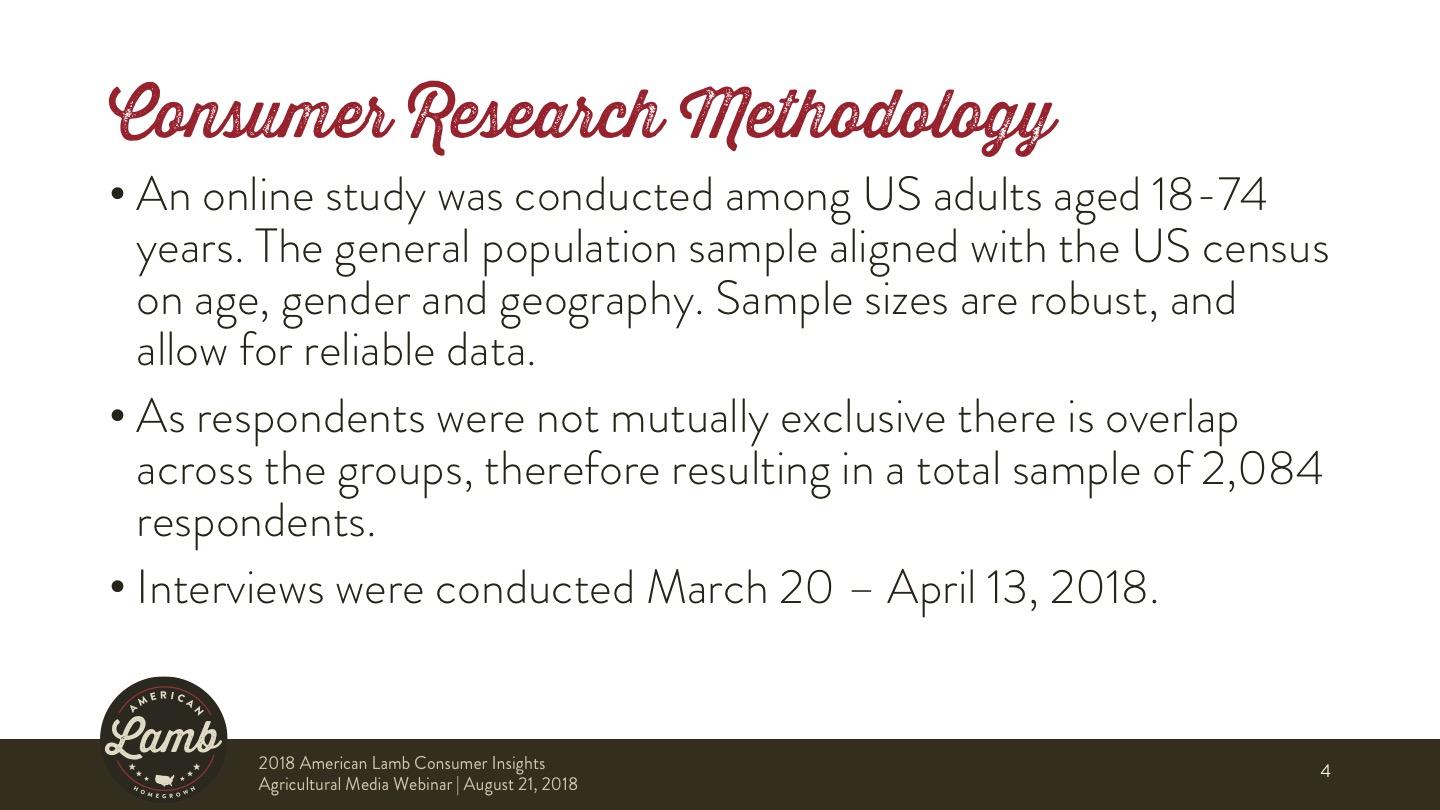 Consumer Research Methodology
• An online study was conducted among US adults aged 18-74
years. The general population sample aligned with the US census
on age, gender and geography. Sample sizes are robust, and
allow for reliable data.
• As respondents were not mutually exclusive there is overlap
across the groups, therefore resulting in a total sample of 2,084
respondents.
• Interviews were conducted March 20 – April 13, 2018.
AMERICAN
Lamb
HOMEGROWN
2018 American Lamb Consumer Insights
Agricultural Media Webinar | August 21, 2018
4